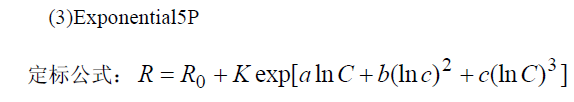 (3)Exponential5P
定标公式：R = R₀ + K exp[a ln C + b(ln c)² + c(ln C)³]